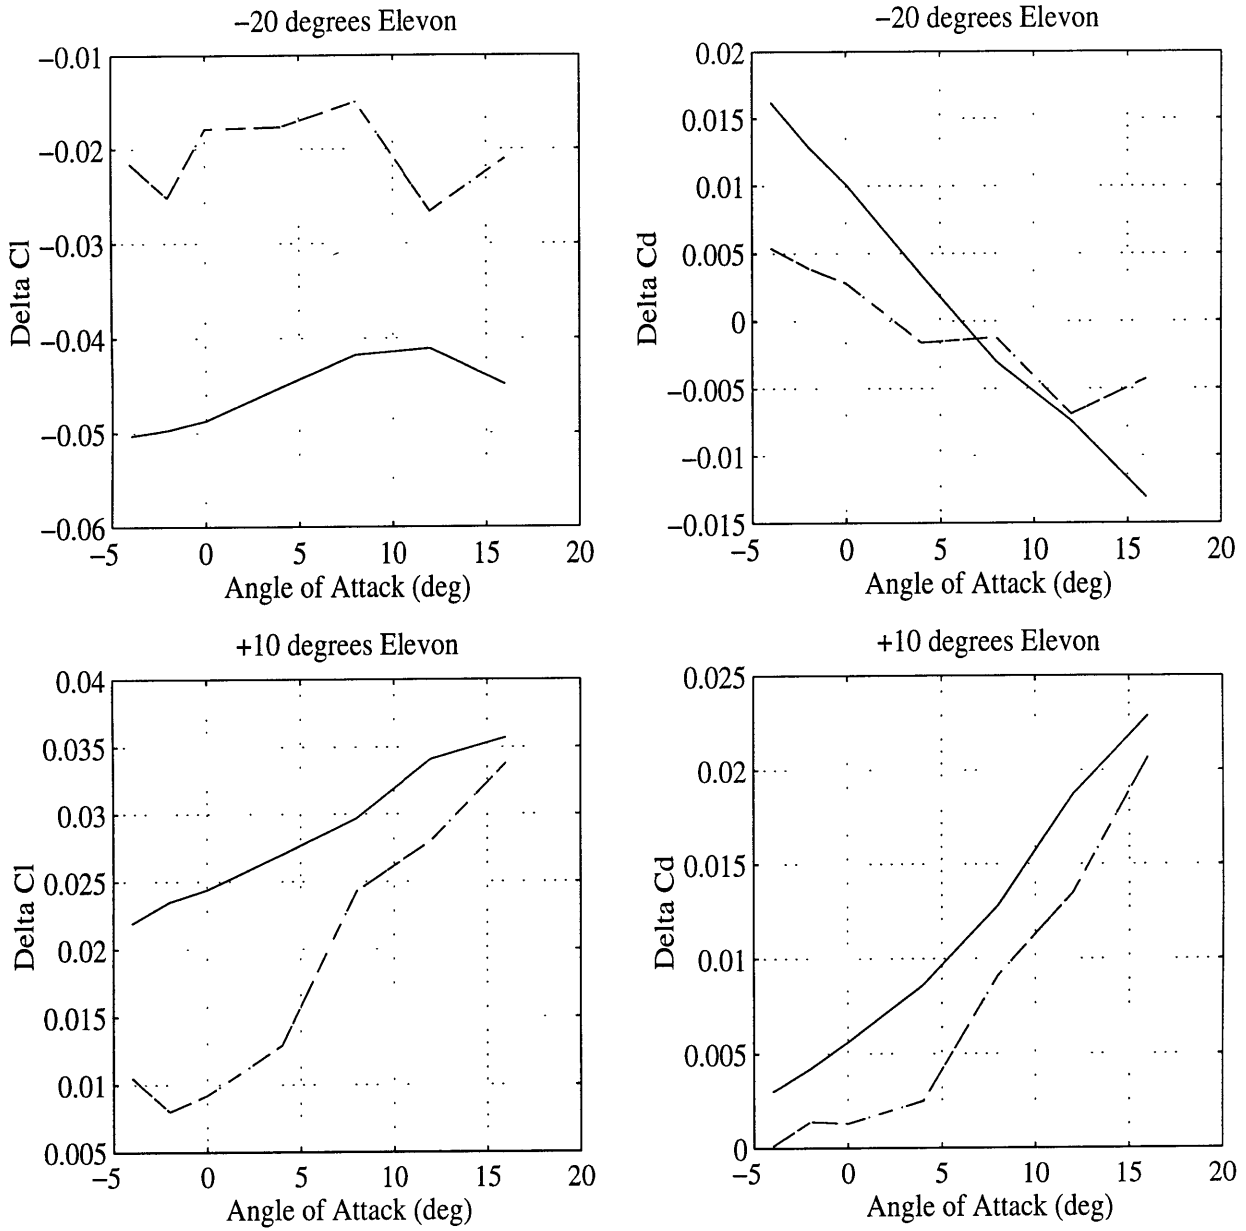 −20 degrees Elevon
−0.01
−0.02
−0.03
−0.04
−0.05
−0.06
Delta Cl
−5 0 5 10 15 20
Angle of Attack (deg)
−20 degrees Elevon
0.02
0.015
0.01
0.005
0
−0.005
−0.01
−0.015
Delta Cd
−5 0 5 10 15 20
Angle of Attack (deg)
+10 degrees Elevon
0.04
0.035
0.03
0.025
0.02
0.015
0.01
0.005
Delta Cl
−5 0 5 10 15 20
Angle of Attack (deg)
+10 degrees Elevon
0.025
0.02
0.015
0.01
0.005
0
Delta Cd
−5 0 5 10 15 20
Angle of Attack (deg)